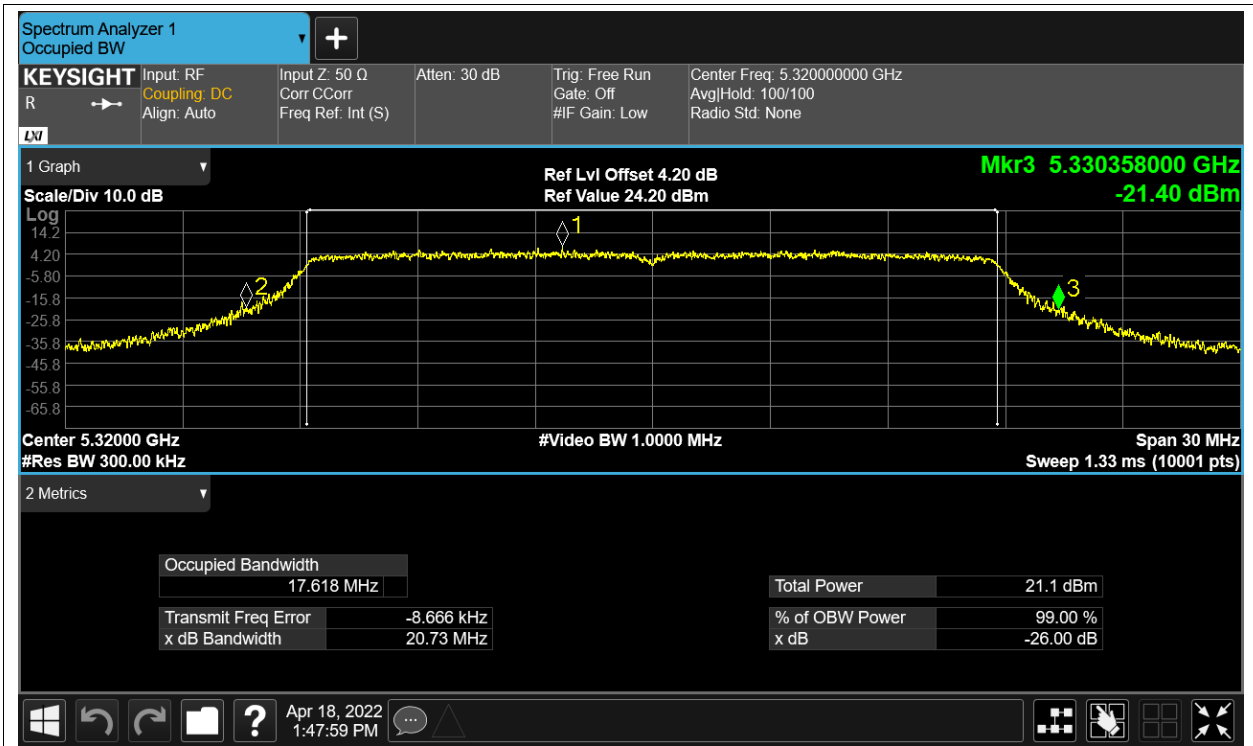 Spectrum Analyzer 1
Occupied BW
KEYSIGHT
R
LXI
Input: RF
Coupling: DC
Align: Auto
Input Z: 50 Ω
Corr CCorr
Freq Ref: Int (S)
Atten: 30 dB
Trig: Free Run
Gate: Off
#IF Gain: Low
Center Freq: 5.320000000 GHz
Avg|Hold: 100/100
Radio Std: None
1 Graph
Scale/Div 10.0 dB
Ref Lvl Offset 4.20 dB
Ref Value 24.20 dBm
Mkr3 5.330358000 GHz
-21.40 dBm
Log
14.2
4.20
-5.80
-15.8
-25.8
-35.8
-45.8
-55.8
-65.8
1
2
3
Center 5.32000 GHz
#Res BW 300.00 kHz
#Video BW 1.0000 MHz
Span 30 MHz
Sweep 1.33 ms (10001 pts)
2 Metrics
Occupied Bandwidth
17.618 MHz
Transmit Freq Error -8.666 kHz
x dB Bandwidth 20.73 MHz
Total Power 21.1 dBm
% of OBW Power 99.00 %
x dB -26.00 dB
?
Apr 18, 2022
1:47:59 PM